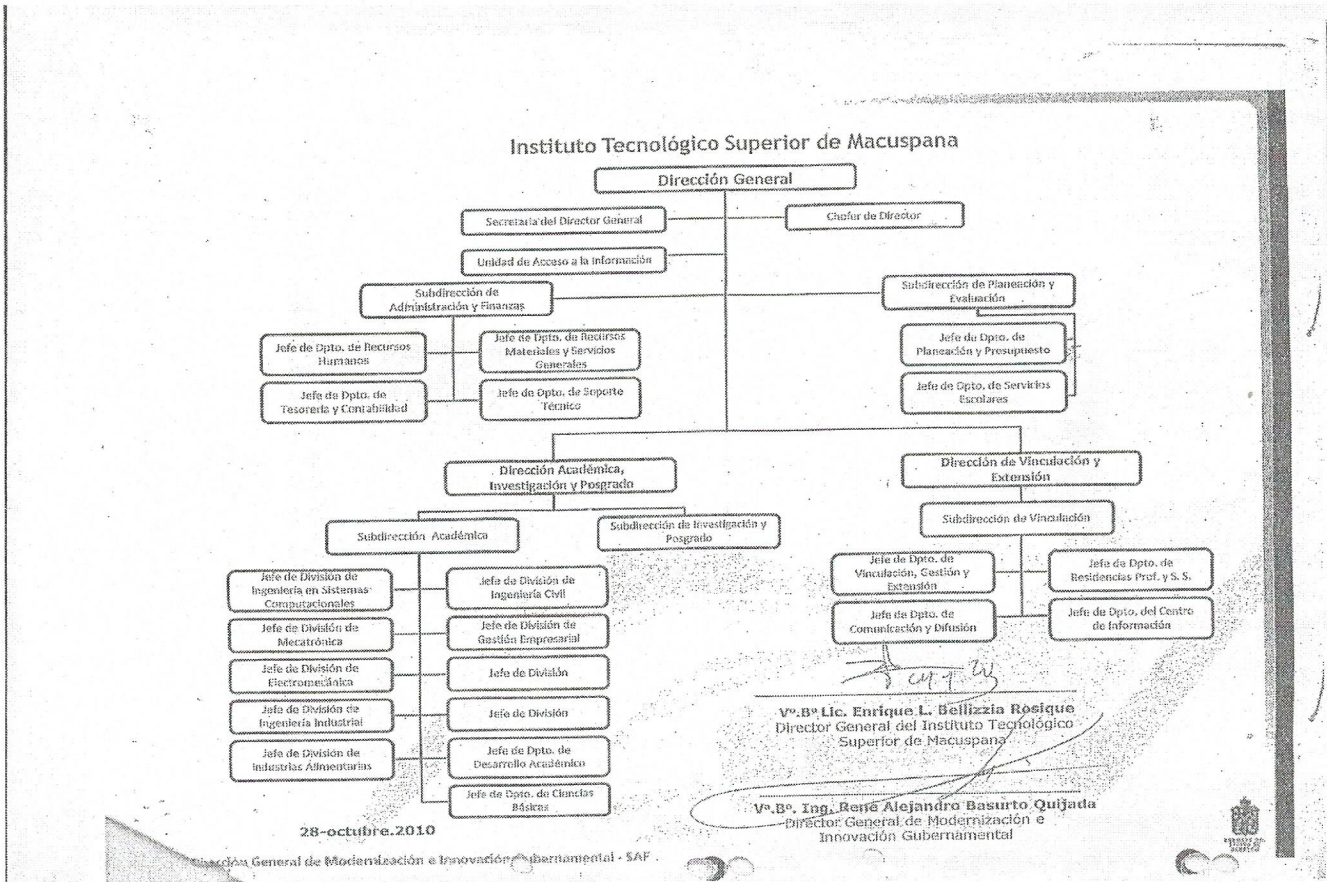 Instituto Tecnológico Superior de Macuspana
Dirección General
Secretaria del Director General
Chofer de Director
Unidad de Acceso a la Información
Subdirección de
Administración y Finanzas
Subdirección de Planeación y
Evaluación
Jefe de Dpto. de Recursos
Humanos
Jefe de Dpto. de Recursos
Materiales y Servicios
Generales
Jefe de Dpto. de
Tesorería y Contabilidad
Jefe de Dpto. de Soporte
Técnico
Jefe de Dpto. de
Planeación y Presupuesto
Jefe de Dpto. de Servicios
Escolares
Dirección Académica,
Investigación y Posgrado
Dirección de Vinculación y
Extensión
Subdirección Académica
Subdirección de Investigación y
Posgrado
Subdirección de Vinculación
Jefe de División de
Ingeniería en Sistemas
Computacionales
Jefe de División de
Ingeniería Civil
Jefe de División de
Mecatrónica
Jefe de División de
Gestión Empresarial
Jefe de División de
Electromecánica
Jefe de División
Jefe de División de
Ingeniería Industrial
Jefe de División
Jefe de División de
Industrias Alimentarias
Jefe de Dpto. de
Desarrollo Académico
Jefe de Dpto. de Ciencias
Básicas
Jefe de Dpto. de
Vinculación, Gestión y
Extensión
Jefe de Dpto. de
Residencias Prof. y S. S.
Jefe de Dpto. de
Comunicación y Difusión
Jefe de Dpto. del Centro
de Información
Vº.Bº Lic. Enrique L. Bellizzia Rosique
Director General del Instituto Tecnológico
Superior de Macuspana
Vº.Bº. Ing. René Alejandro Basurto Quijada
Director General de Modernización e
Innovación Gubernamental
28-octubre.2010
General de Modernización e Innovación Gubernamental - SAF